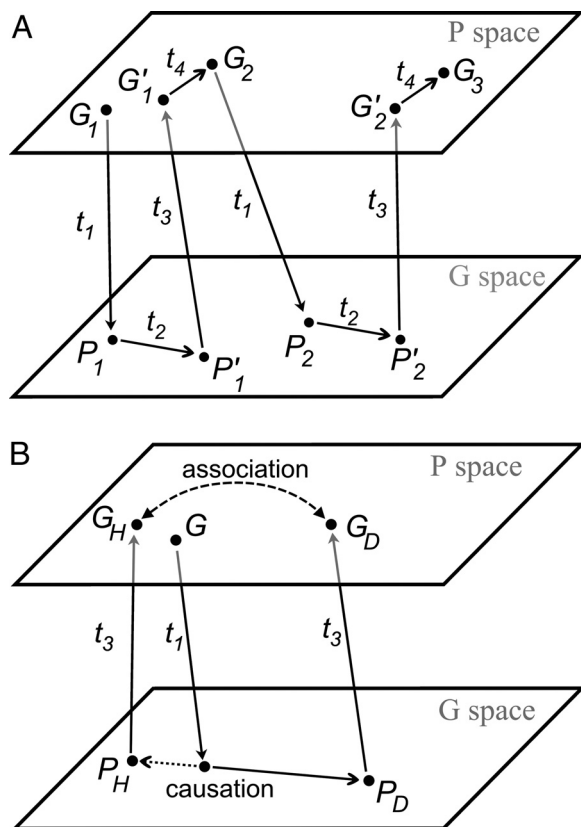 A
P space
t4 G2
G'1
t4 G3
G'2
G1
t1 t3 t1 t3
G space
t2
t2
P1 P'1 P2 P'2
B
P space
association
GH G GD
t3 t1 t3
G space
PH causation PD